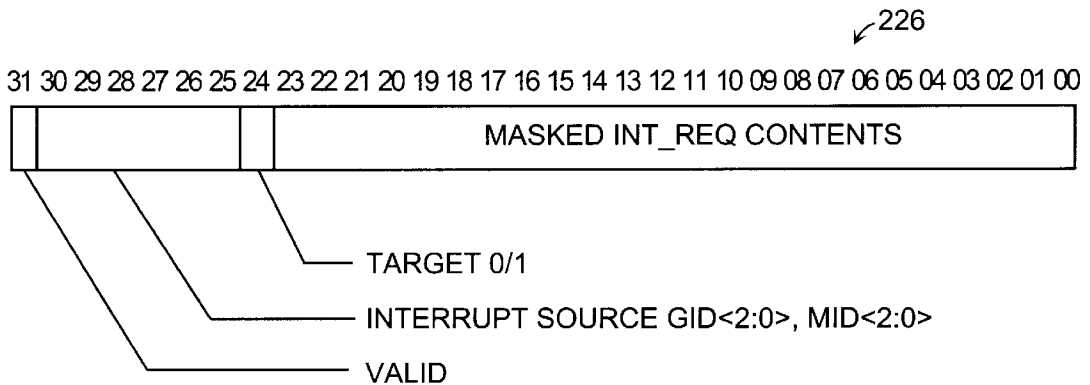 226
31 30 29 28 27 26 25 24 23 22 21 20 19 18 17 16 15 14 13 12 11 10 09 08 07 06 05 04 03 02 01 00
MASKED INT_REQ CONTENTS
TARGET 0/1
INTERRUPT SOURCE GID<2:0>, MID<2:0>
VALID